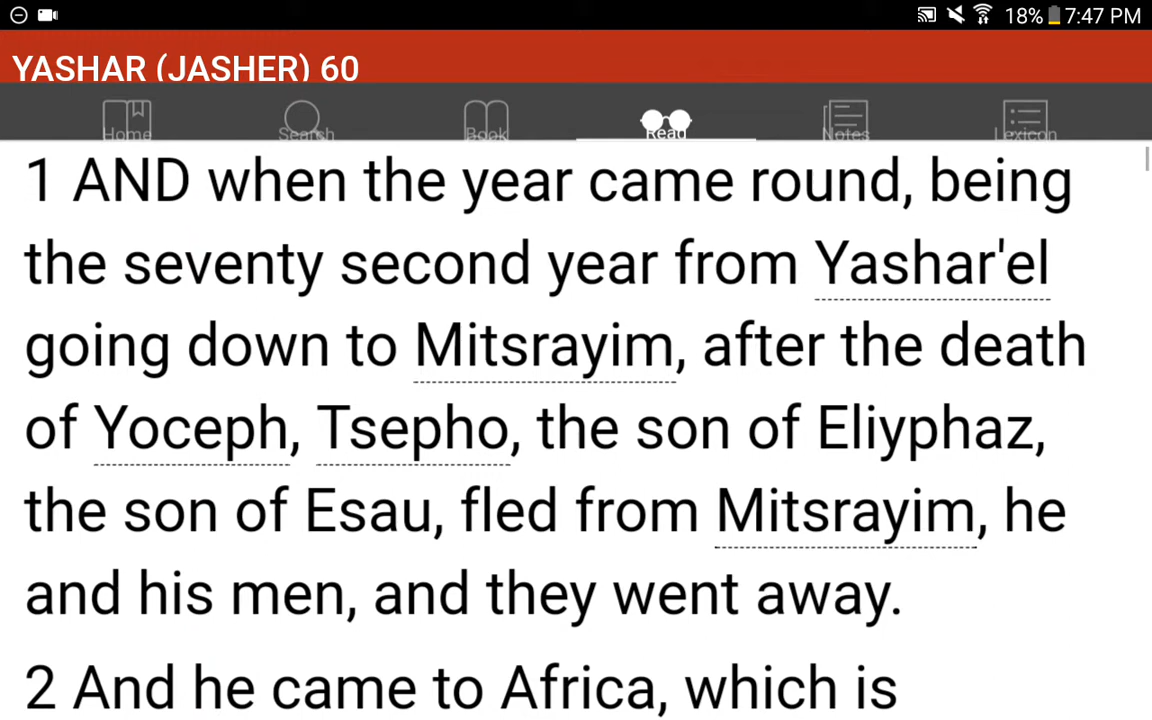 18% 7:47 PM
YASHAR (JASHER) 60
Home Search Book Read Notes Lexicon
1 AND when the year came round, being
the seventy second year from Yashar'el
going down to Mitsrayim, after the death
of Yoceph, Tsepho, the son of Eliyphaz,
the son of Esau, fled from Mitsrayim, he
and his men, and they went away.
2 And he came to Africa, which is